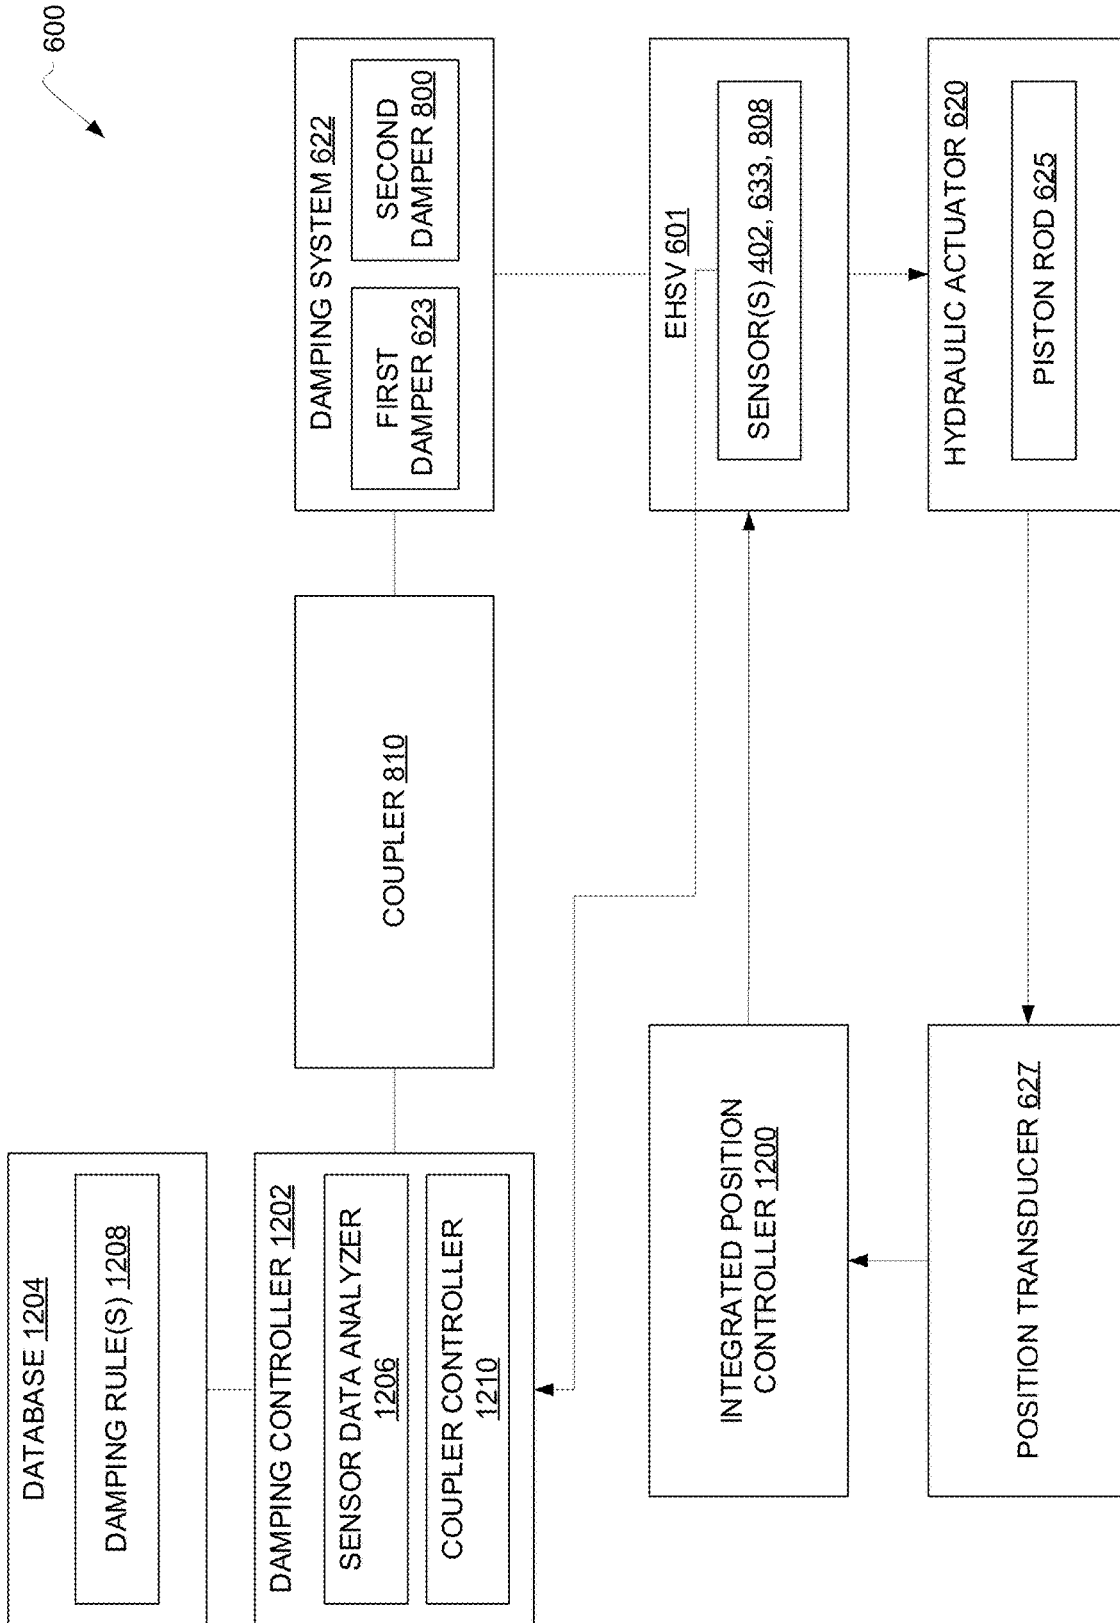 600
DATABASE 1204
DAMPING RULE(S) 1208
DAMPING CONTROLLER 1202
SENSOR DATA ANALYZER
1206
COUPLER CONTROLLER
1210
COUPLER 810
DAMPING SYSTEM 622
FIRST
DAMPER 623
SECOND
DAMPER 800
INTEGRATED POSITION
CONTROLLER 1200
EHSV 601
SENSOR(S) 402, 633, 808
POSITION TRANSDUCER 627
HYDRAULIC ACTUATOR 620
PISTON ROD 625